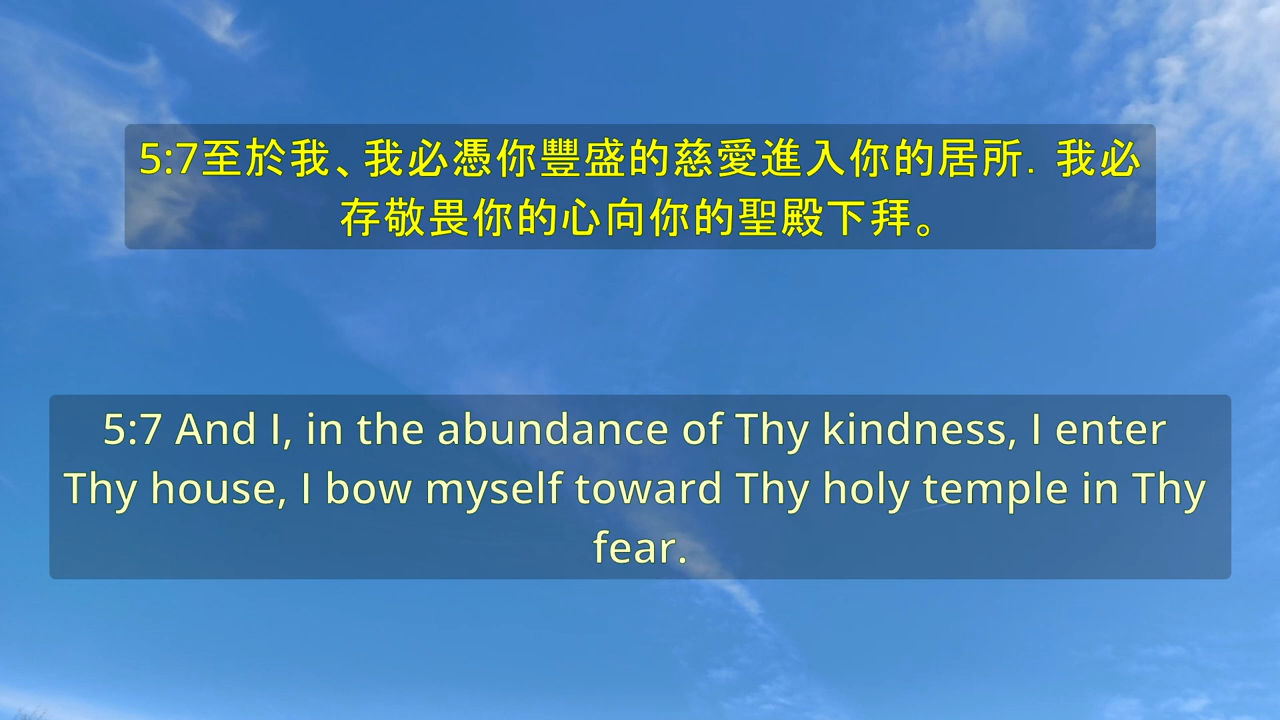 5:7至於我、我必憑你豐盛的慈愛進入你的居所．我必
存敬畏你的心向你的聖殿下拜。
5:7 And I, in the abundance of Thy kindness, I enter
Thy house, I bow myself toward Thy holy temple in Thy
fear.